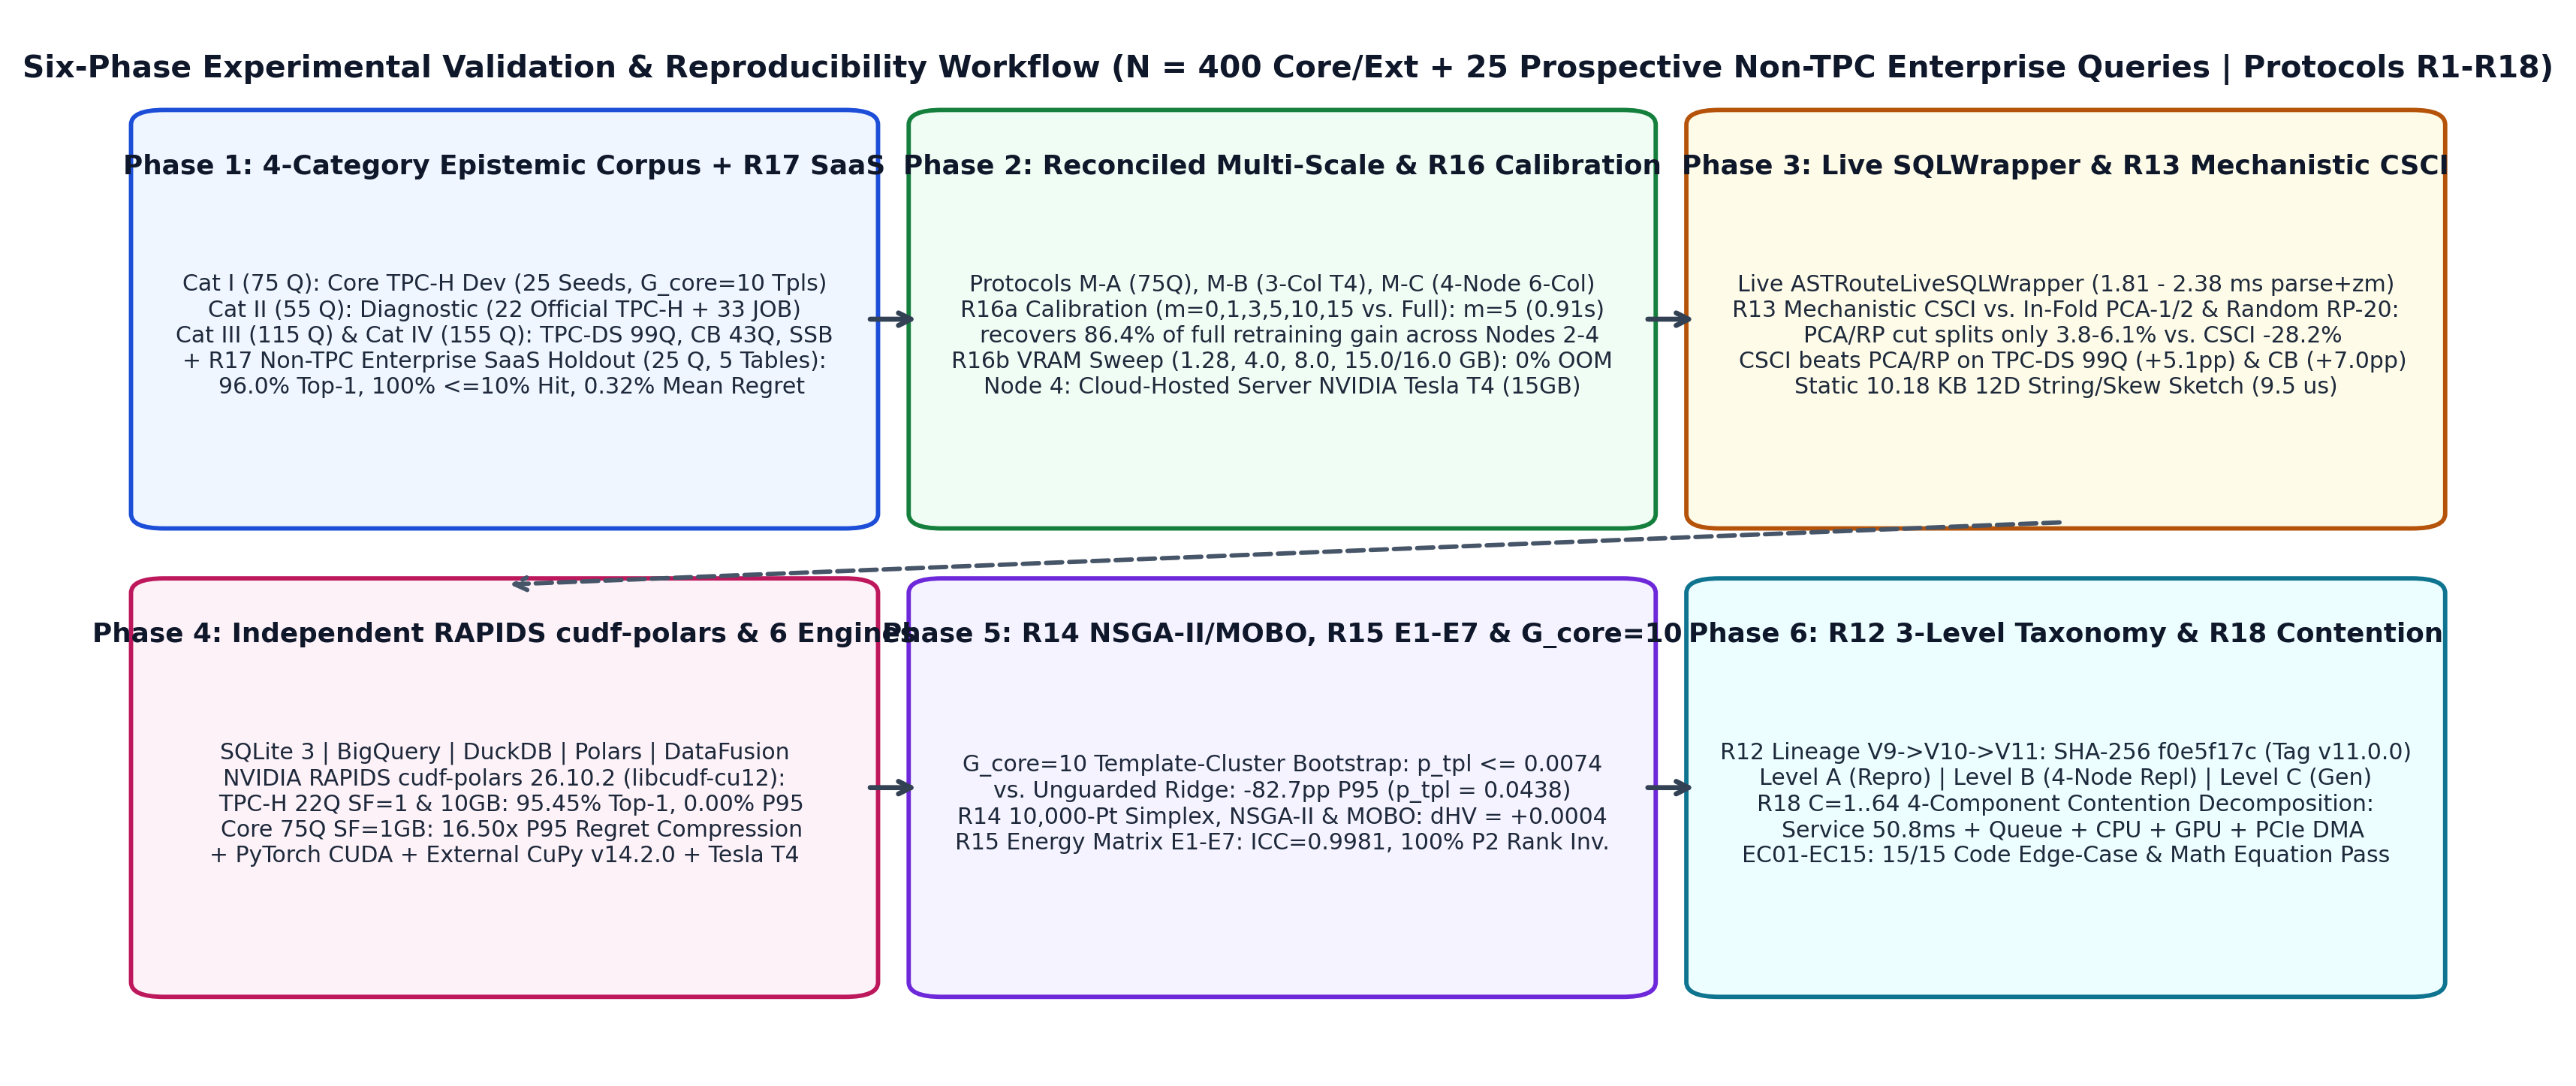 Six-Phase Experimental Validation & Reproducibility Workflow (N = 400 Core/Ext + 25 Prospective Non-TPC Enterprise Queries | Protocols R1-R18)
Phase 1: 4-Category Epistemic Corpus + R17 SaaS
Cat I (75 Q): Core TPC-H Dev (25 Seeds, G_core=10 Tpls)
Cat II (55 Q): Diagnostic (22 Official TPC-H + 33 JOB)
Cat III (115 Q) & Cat IV (155 Q): TPC-DS 99Q, CB 43Q, SSB
+ R17 Non-TPC Enterprise SaaS Holdout (25 Q, 5 Tables):
96.0% Top-1, 100% <=10% Hit, 0.32% Mean Regret
Phase 2: Reconciled Multi-Scale & R16 Calibration
Protocols M-A (75Q), M-B (3-Col T4), M-C (4-Node 6-Col)
R16a Calibration (m=0,1,3,5,10,15 vs. Full): m=5 (0.91s)
recovers 86.4% of full retraining gain across Nodes 2-4
R16b VRAM Sweep (1.28, 4.0, 8.0, 15.0/16.0 GB): 0% OOM
Node 4: Cloud-Hosted Server NVIDIA Tesla T4 (15GB)
Phase 3: Live SQLWrapper & R13 Mechanistic CSCI
Live ASTRouteLiveSQLWrapper (1.81 - 2.38 ms parse+zm)
R13 Mechanistic CSCI vs. In-Fold PCA-1/2 & Random RP-20:
PCA/RP cut splits only 3.8-6.1% vs. CSCI -28.2%
CSCI beats PCA/RP on TPC-DS 99Q (+5.1pp) & CB (+7.0pp)
Static 10.18 KB 12D String/Skew Sketch (9.5 us)
Phase 4: Independent RAPIDS cudf-polars & 6 Engines
SQLite 3 | BigQuery | DuckDB | Polars | DataFusion
NVIDIA RAPIDS cudf-polars 26.10.2 (libcudf-cu12):
TPC-H 22Q SF=1 & 10GB: 95.45% Top-1, 0.00% P95
Core 75Q SF=1GB: 16.50x P95 Regret Compression
+ PyTorch CUDA + External CuPy v14.2.0 + Tesla T4
Phase 5: R14 NSGA-II/MOBO, R15 E1-E7 & G_core=10
G_core=10 Template-Cluster Bootstrap: p_tpl <= 0.0074
vs. Unguarded Ridge: -82.7pp P95 (p_tpl = 0.0438)
R14 10,000-Pt Simplex, NSGA-II & MOBO: dHV = +0.0004
R15 Energy Matrix E1-E7: ICC=0.9981, 100% P2 Rank Inv.
Phase 6: R12 3-Level Taxonomy & R18 Contention
R12 Lineage V9->V10->V11: SHA-256 f0e5f17c (Tag v11.0.0)
Level A (Repro) | Level B (4-Node Repl) | Level C (Gen)
R18 C=1..64 4-Component Contention Decomposition:
Service 50.8ms + Queue + CPU + GPU + PCIe DMA
EC01-EC15: 15/15 Code Edge-Case & Math Equation Pass